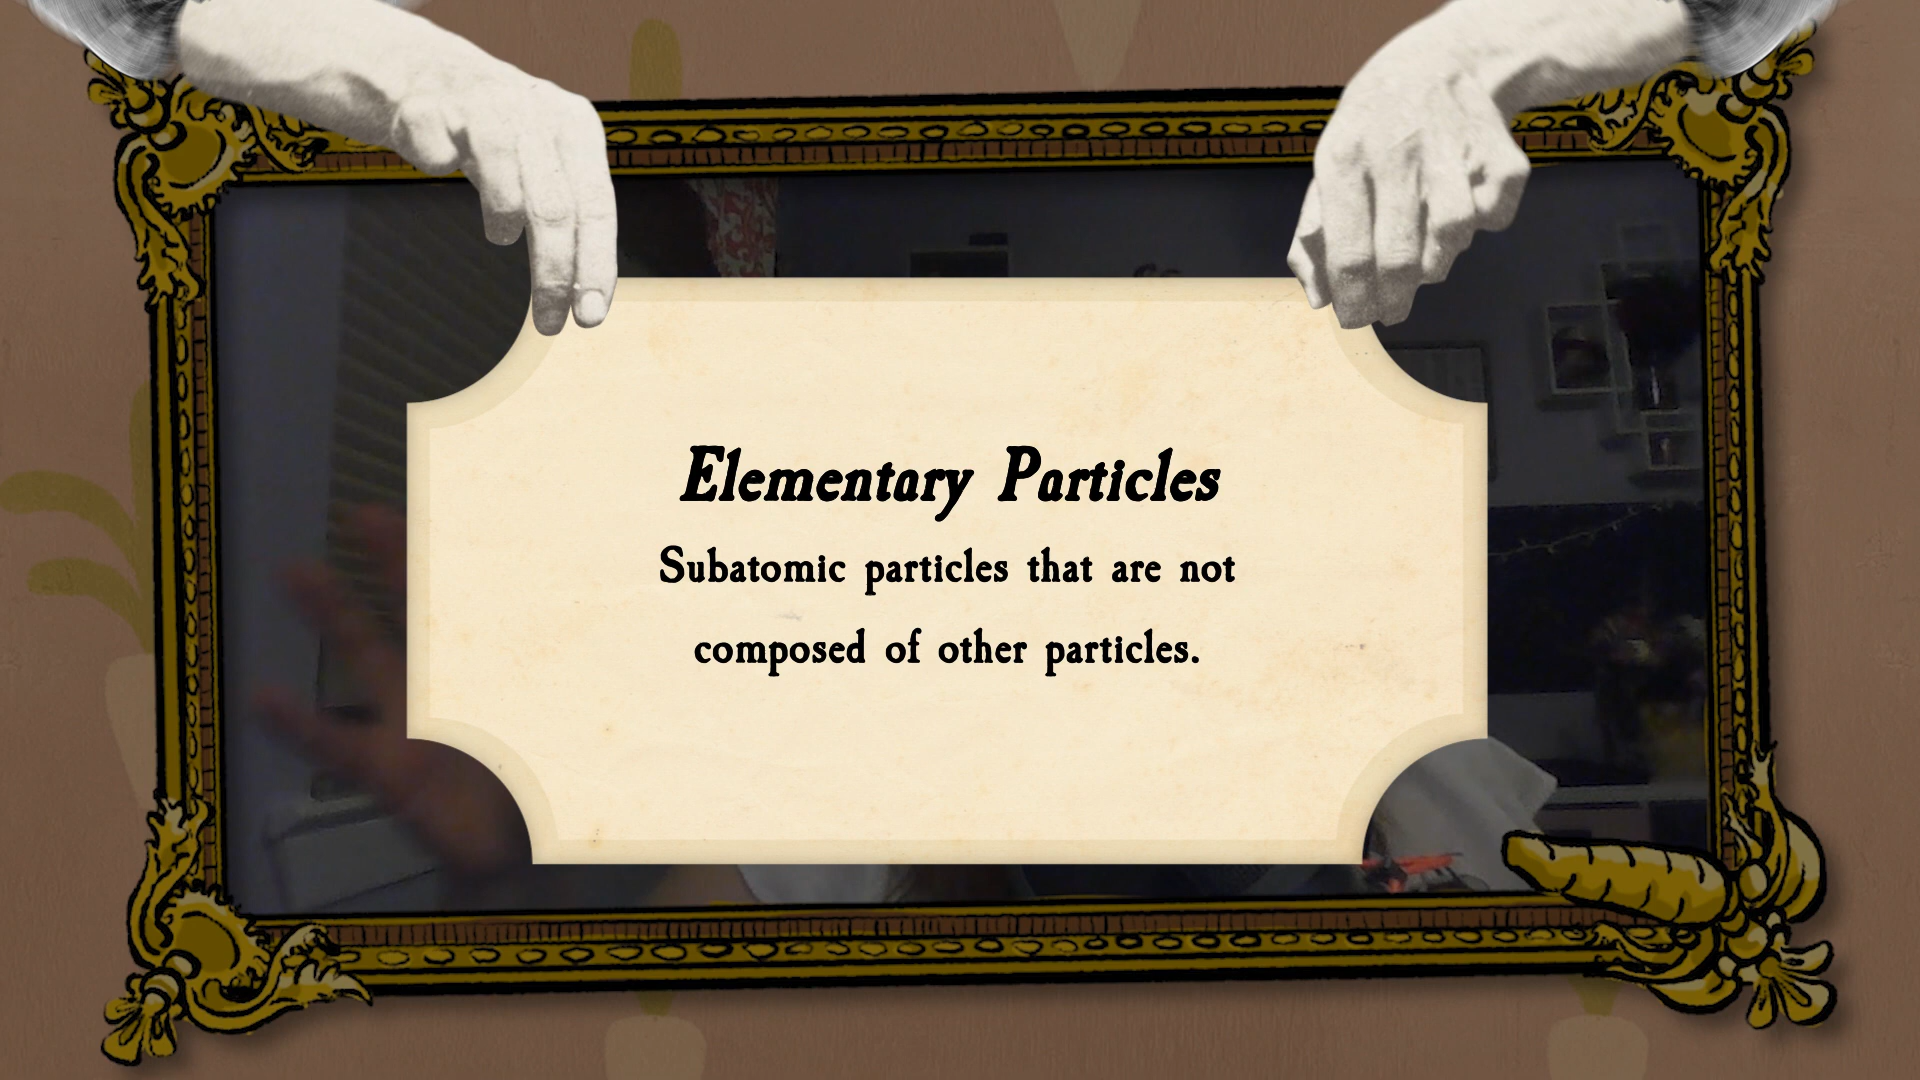 Elementary Particles
Subatomic particles that are not
composed of other particles.